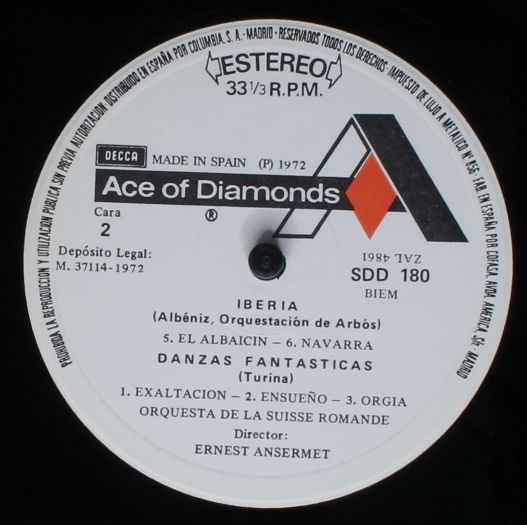 PROHIBIDA LA REPRODUCCION Y UTILIZACION PUBLICA SIN PREVIA AUTORIZACION. DISTRIBUIDO EN ESPAÑA POR COLUMBIA, S. A. - MADRID - RESERVADOS TODOS LOS DERECHOS. IMPUESTO DE LUJO A METALICO Nº 856. FAB. EN ESPAÑA POR COFASA, AVDA. AMERICA, S/Nº - MADRID
ESTEREO
33 1/3 R.P.M.
DECCA MADE IN SPAIN (P) 1972
Ace of Diamonds
®
Cara
2
Depósito Legal:
M. 37114-1972
ZAL 4861
SDD 180
BIEM
IBERIA
(Albéniz, Orquestación de Arbós)
5. EL ALBAICIN – 6. NAVARRA
DANZAS FANTASTICAS
(Turina)
1. EXALTACION – 2. ENSUEÑO – 3. ORGIA
ORQUESTA DE LA SUISSE ROMANDE
Director:
ERNEST ANSERMET